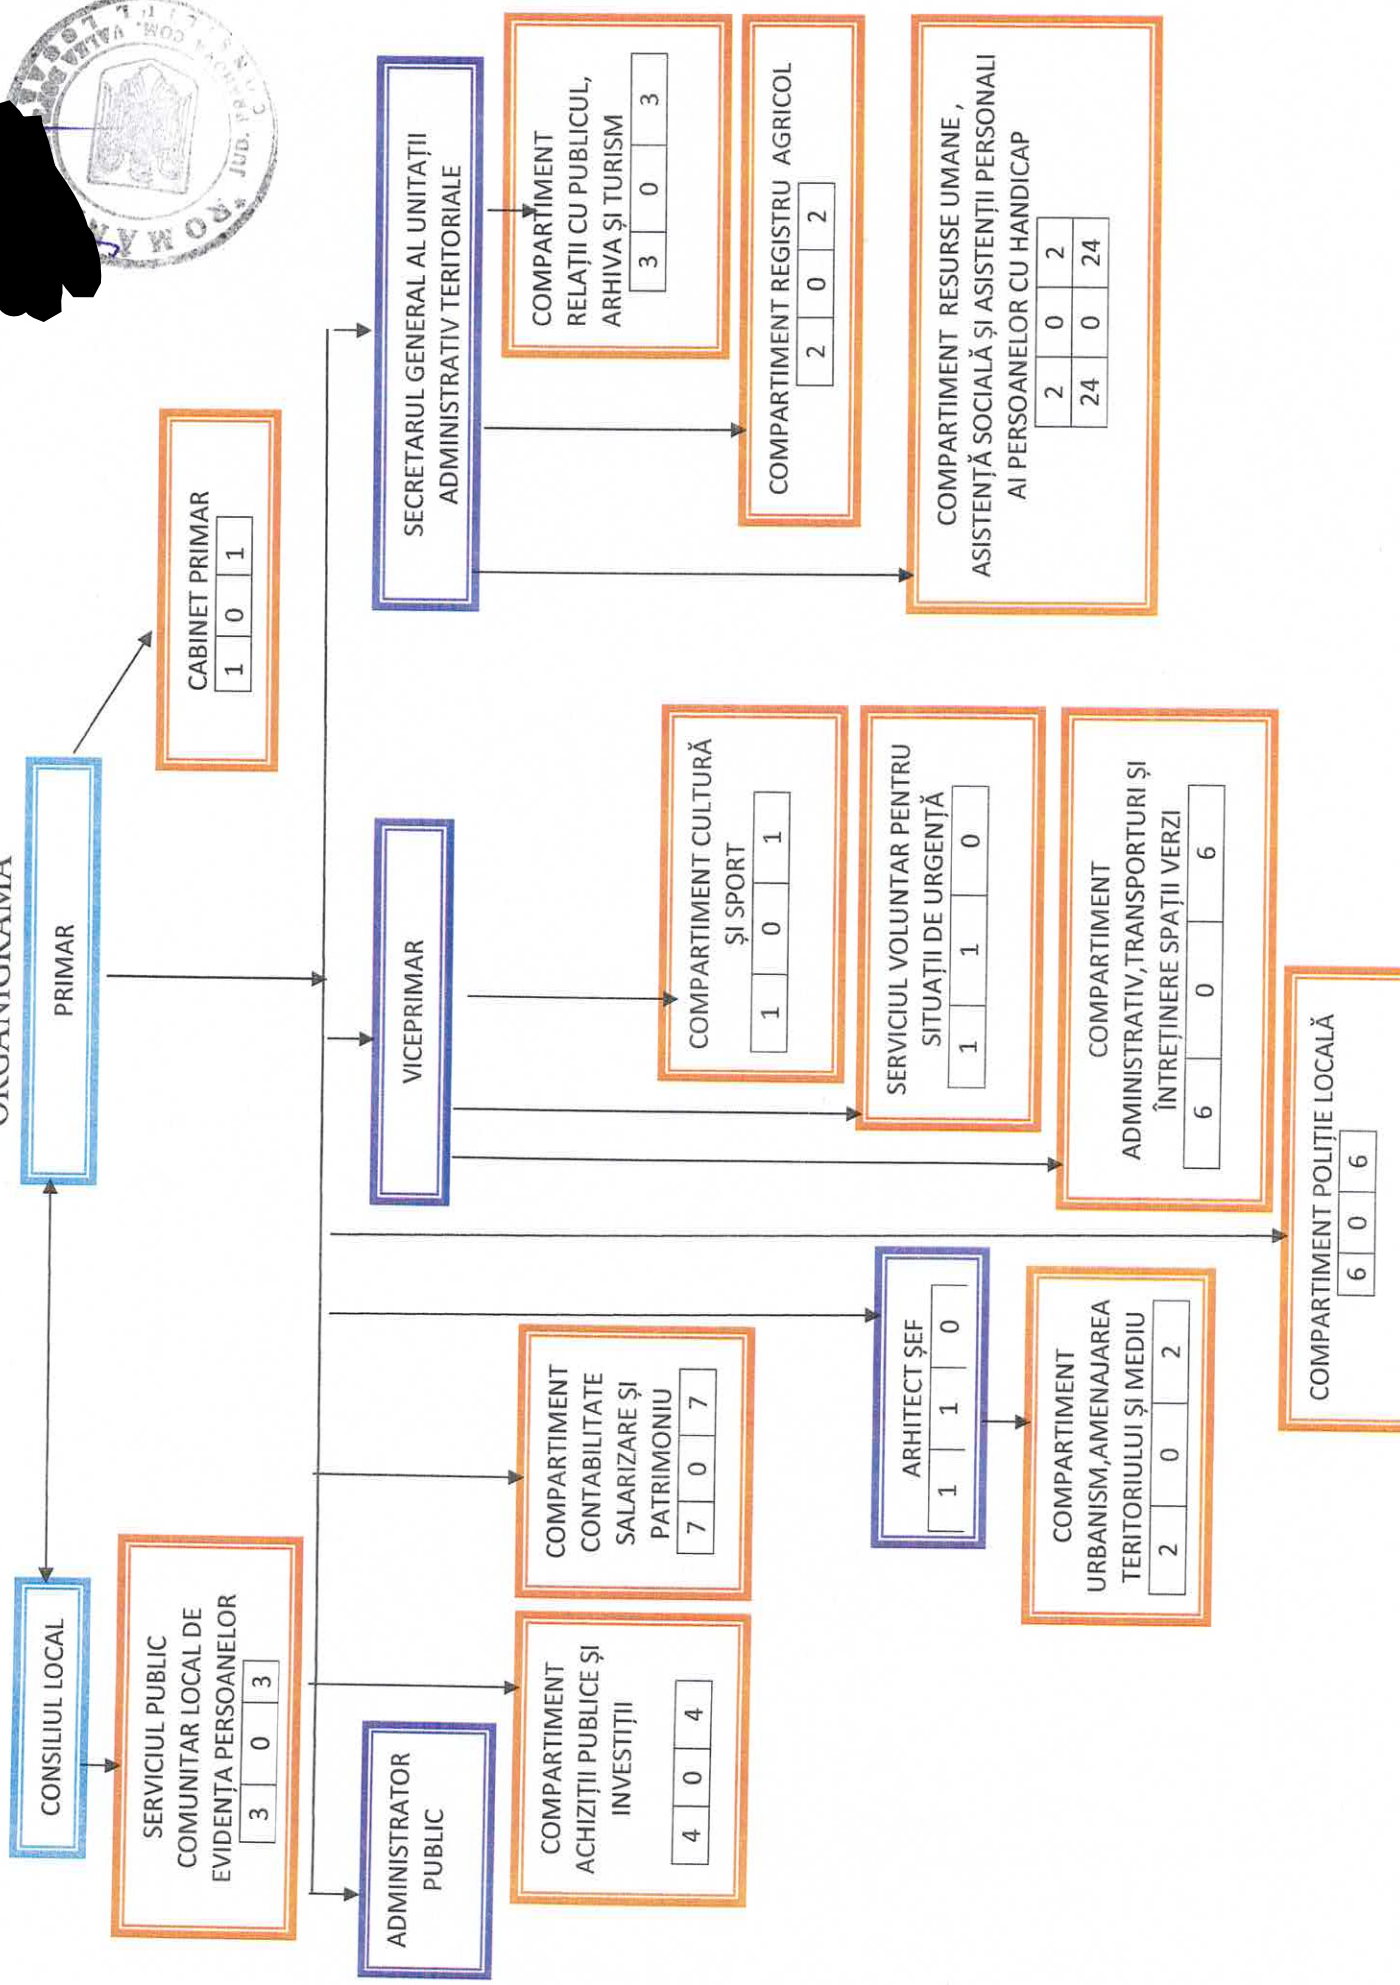 ORGANIGRAMA
CONSILIUL LOCAL
PRIMAR
SERVICIUL PUBLIC
COMUNITAR LOCAL DE
EVIDENȚA PERSOANELOR
3 0 3
CABINET PRIMAR
1 0 1
ADMINISTRATOR
PUBLIC
VICEPRIMAR
SECRETARUL GENERAL AL UNITAȚII
ADMINISTRATIV TERITORIALE
COMPARTIMENT
ACHIZIȚII PUBLICE ȘI
INVESTIȚII
4 0 4
COMPARTIMENT
CONTABILITATE
SALARIZARE ȘI
PATRIMONIU
7 0 7
ARHITECT ȘEF
1 1 0
COMPARTIMENT
URBANISM,AMENAJAREA
TERITORIULUI ȘI MEDIU
2 0 2
COMPARTIMENT POLIȚIE LOCALĂ
6 0 6
COMPARTIMENT CULTURĂ
ȘI SPORT
1 0 1
SERVICIUL VOLUNTAR PENTRU
SITUAȚII DE URGENȚĂ
1 1 0
COMPARTIMENT
ADMINISTRATIV,TRANSPORTURI ȘI
ÎNTREȚINERE SPAȚII VERZI
6 0 6
COMPARTIMENT
RELAȚII CU PUBLICUL,
ARHIVA ȘI TURISM
3 0 3
COMPARTIMENT REGISTRU AGRICOL
2 0 2
COMPARTIMENT RESURSE UMANE ,
ASISTENȚĂ SOCIALĂ ȘI ASISTENȚII PERSONALI
AI PERSOANELOR CU HANDICAP
2 0 2
24 0 24
JUD.
COM. VALEA